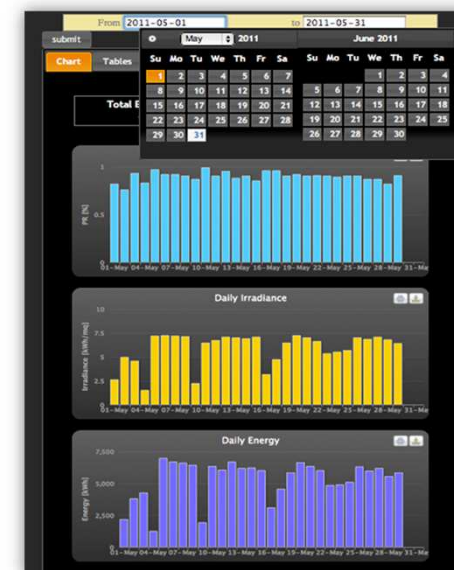 From 2011-05-01 to 2011-05-31
submit
May 2011
June 2011
Chart Tables
Su Mo Tu We Th Fr Sa
1 2 3 4 5 6 7
8 9 10 11 12 13 14
15 16 17 18 19 20 21
22 23 24 25 26 27 28
29 30 31
Su Mo Tu We Th Fr Sa
1 2 3 4
5 6 7 8 9 10 11
12 13 14 15 16 17 18
19 20 21 22 23 24 25
26 27 28 29 30
Total E
PR [%]
1
0.5
01-May 04-May 07-May 10-May 13-May 16-May 19-May 22-May 25-May 28-May 31-Ma
Daily Irradiance
Irradiance [kWh/mq]
10
7.5
5
2.5
01-May 04-May 07-May 10-May 13-May 16-May 19-May 22-May 25-May 28-May 31-Ma
Daily Energy
Energy [kWh]
7,500
5,000
2,500
01-May 04-May 07-May 10-May 13-May 16-May 19-May 22-May 25-May 28-May 31-Ma